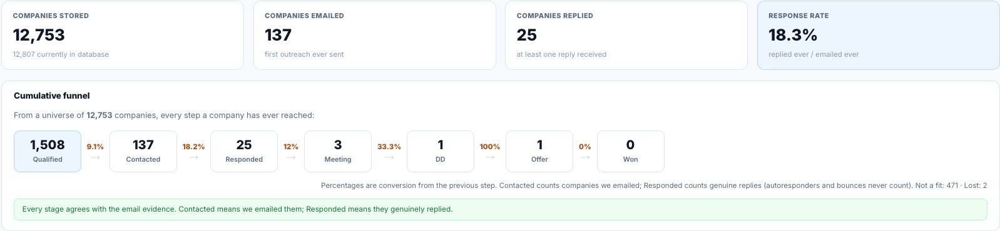 COMPANIES STORED
12,753
12,807 currently in database
COMPANIES EMAILED
137
first outreach ever sent
COMPANIES REPLIED
25
at least one reply received
RESPONSE RATE
18.3%
replied ever / emailed ever
Cumulative funnel
From a universe of 12,753 companies, every step a company has ever reached:
1,508
Qualified
9.1%
→
137
Contacted
18.2%
→
25
Responded
12%
→
3
Meeting
33.3%
→
1
DD
100%
→
1
Offer
0%
→
0
Won
Percentages are conversion from the previous step. Contacted counts companies we emailed; Responded counts genuine replies (autoresponders and bounces never count). Not a fit: 471 · Lost: 2
Every stage agrees with the email evidence. Contacted means we emailed them; Responded means they genuinely replied.